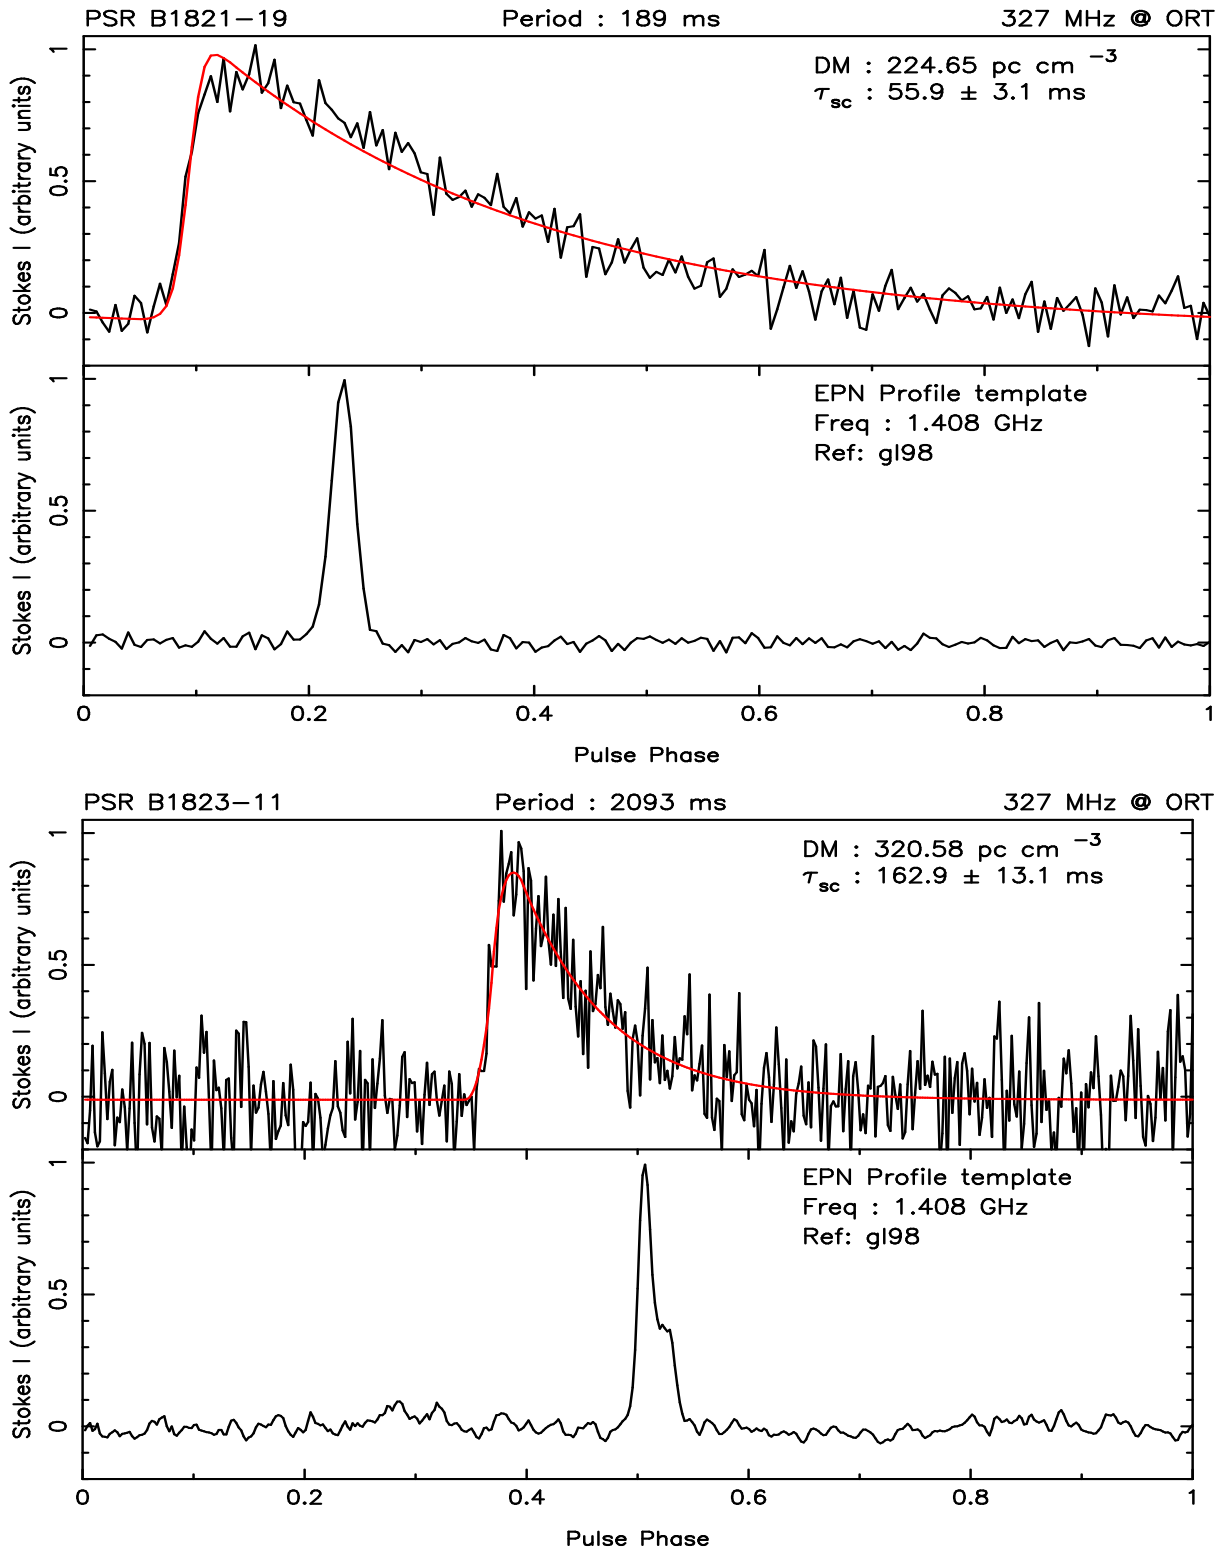 PSR B1821−19 Period : 189 ms 327 MHz @ ORT
DM : 224.65 pc cm −3
τsc : 55.9 ± 3.1 ms
Stokes I (arbitrary units)
1
0.5
0
EPN Profile template
Freq : 1.408 GHz
Ref: gl98
Stokes I (arbitrary units)
1
0.5
0
0 0.2 0.4 0.6 0.8 1
Pulse Phase
PSR B1823−11 Period : 2093 ms 327 MHz @ ORT
DM : 320.58 pc cm −3
τsc : 162.9 ± 13.1 ms
Stokes I (arbitrary units)
1
0.5
0
EPN Profile template
Freq : 1.408 GHz
Ref: gl98
Stokes I (arbitrary units)
1
0.5
0
0 0.2 0.4 0.6 0.8 1
Pulse Phase